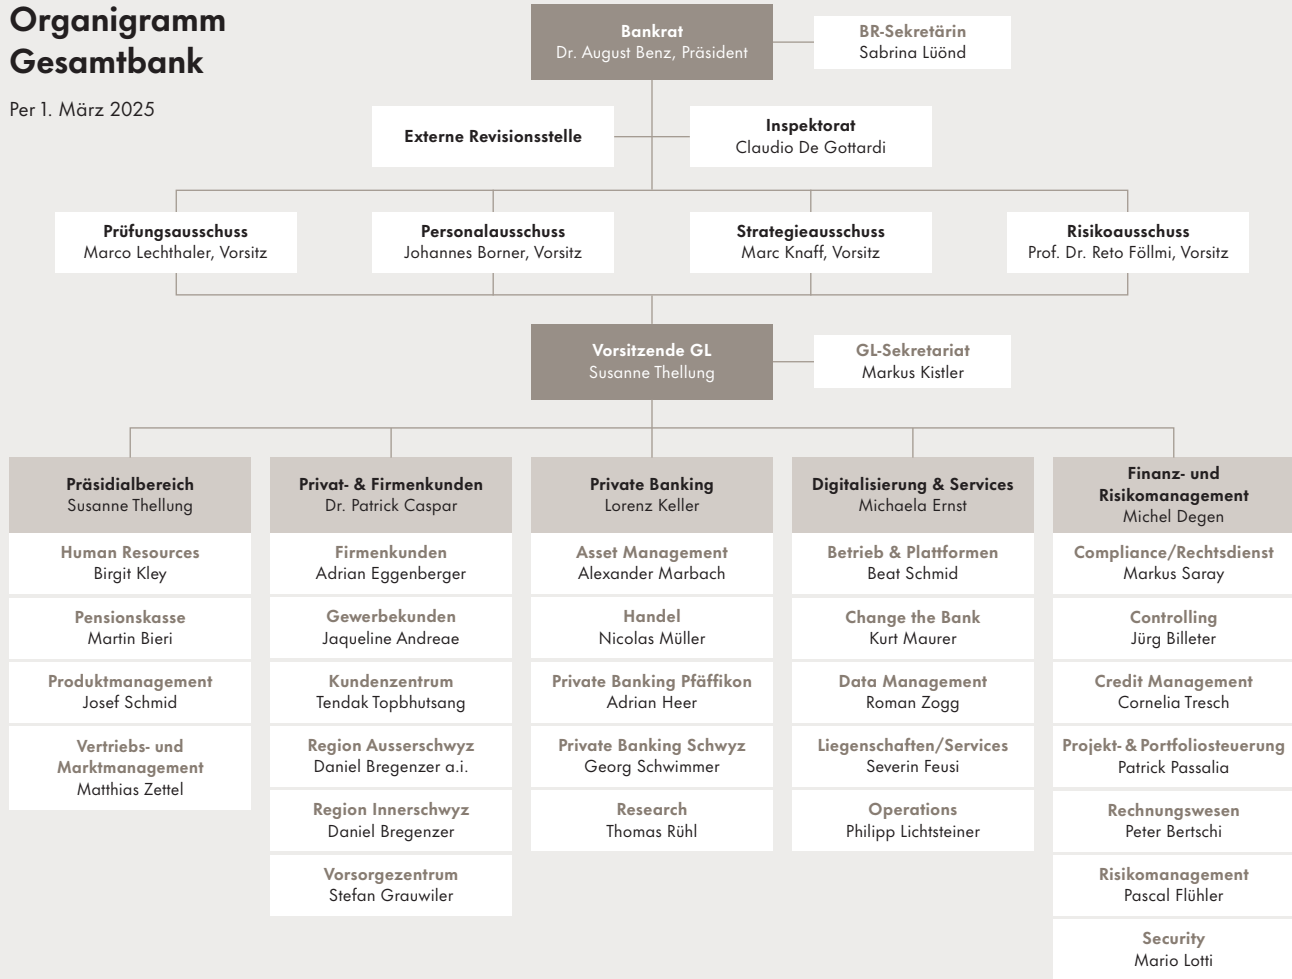 Organigramm
Gesamtbank
Per 1. März 2025
Bankrat
Dr. August Benz, Präsident
BR-Sekretärin
Sabrina Lüönd
Externe Revisionsstelle
Inspektorat
Claudio De Gottardi
Prüfungsausschuss
Marco Lechthaler, Vorsitz
Personalausschuss
Johannes Borner, Vorsitz
Strategieausschuss
Marc Knaff, Vorsitz
Risikoausschuss
Prof. Dr. Reto Föllmi, Vorsitz
Vorsitzende GL
Susanne Thellung
GL-Sekretariat
Markus Kistler
Präsidialbereich
Susanne Thellung
Human Resources
Birgit Kley
Pensionskasse
Martin Bieri
Produktmanagement
Josef Schmid
Vertriebs- und
Marktmanagement
Matthias Zettel
Privat- & Firmenkunden
Dr. Patrick Caspar
Firmenkunden
Adrian Eggenberger
Gewerbekunden
Jaqueline Andreae
Kundenzentrum
Tendak Topbhutsang
Region Ausserschwyz
Daniel Bregenzer a.i.
Region Innerschwyz
Daniel Bregenzer
Vorsorgezentrum
Stefan Grauwiler
Private Banking
Lorenz Keller
Asset Management
Alexander Marbach
Handel
Nicolas Müller
Private Banking Pfäffikon
Adrian Heer
Private Banking Schwyz
Georg Schwimmer
Research
Thomas Rühl
Digitalisierung & Services
Michaela Ernst
Betrieb & Plattformen
Beat Schmid
Change the Bank
Kurt Maurer
Data Management
Roman Zogg
Liegenschaften/Services
Severin Feusi
Operations
Philipp Lichtsteiner
Finanz- und
Risikomanagement
Michel Degen
Compliance/Rechtsdienst
Markus Saray
Controlling
Jürg Billeter
Credit Management
Cornelia Tresch
Projekt- & Portfoliosteuerung
Patrick Passalia
Rechnungswesen
Peter Bertschi
Risikomanagement
Pascal Flühler
Security
Mario Lotti